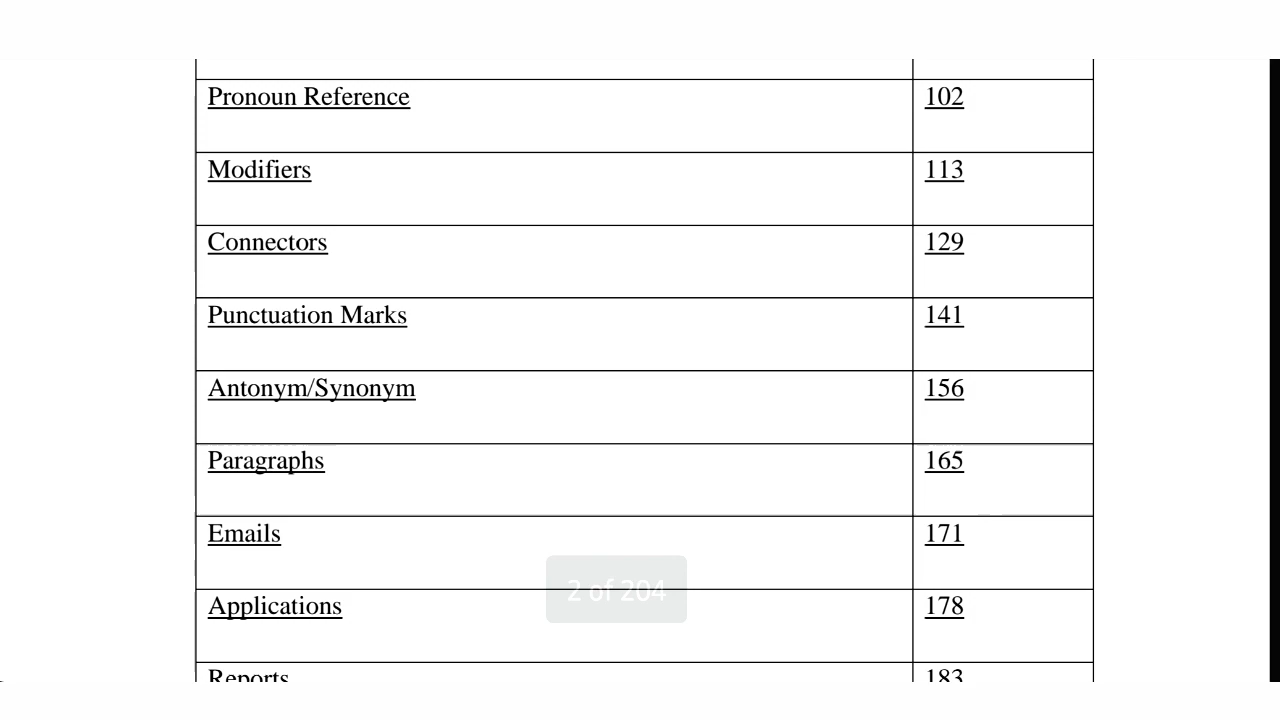 Pronoun Reference 102
Modifiers 113
Connectors 129
Punctuation Marks 141
Antonym/Synonym 156
Paragraphs 165
Emails 171
2 of 204
Applications 178
Reports 183